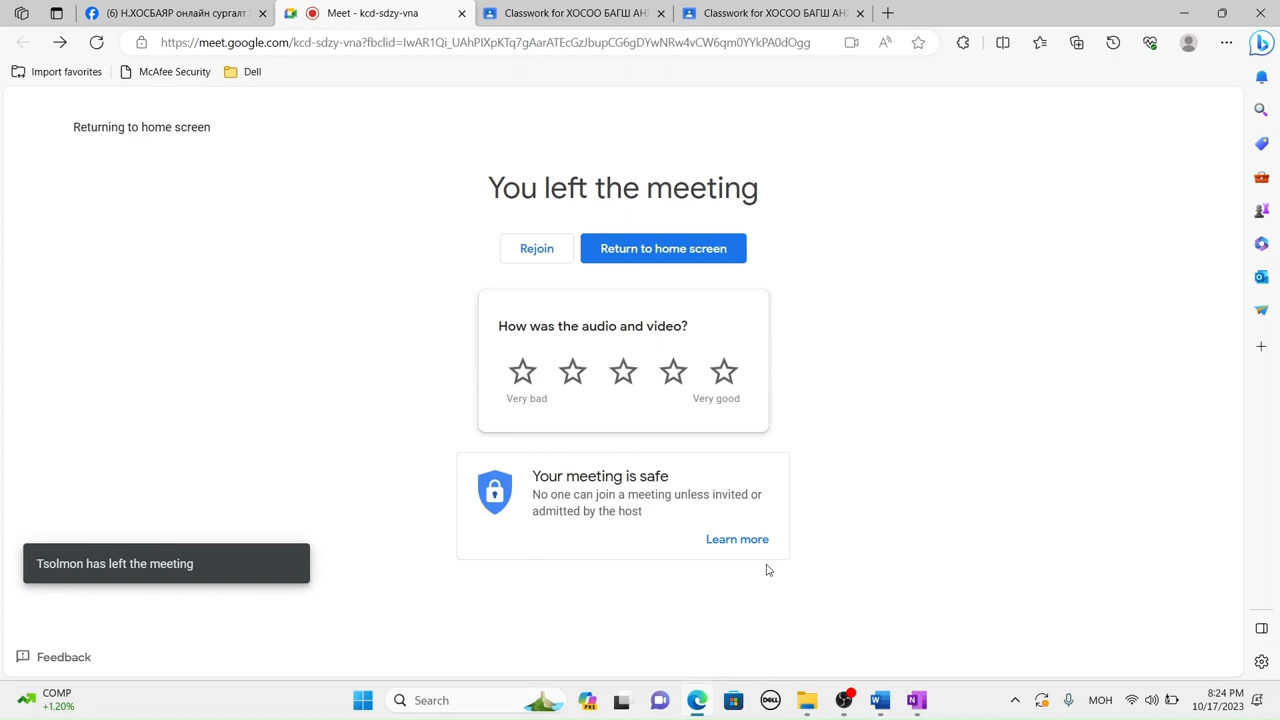 (6) Н.ХОСБАЯР онлайн сургалт
Meet - kcd-sdzy-vna
Classwork for ХОСОО БАГШ АН
Classwork for ХОСОО БАГШ АН
https://meet.google.com/kcd-sdzy-vna?fbclid=IwAR1Qi_UAhPIXpKTq7gAarATEcGzJbupCG6gDYwNRw4vCW6qm0YYkPA0dOgg
Import favorites
McAfee Security
Dell
Returning to home screen
You left the meeting
Rejoin
Return to home screen
How was the audio and video?
Very bad
Very good
Your meeting is safe
No one can join a meeting unless invited or
admitted by the host
Learn more
Tsolmon has left the meeting
Feedback
COMP
+1.20%
Search
PRE
DELL
MOH
8:24 PM
10/17/2023